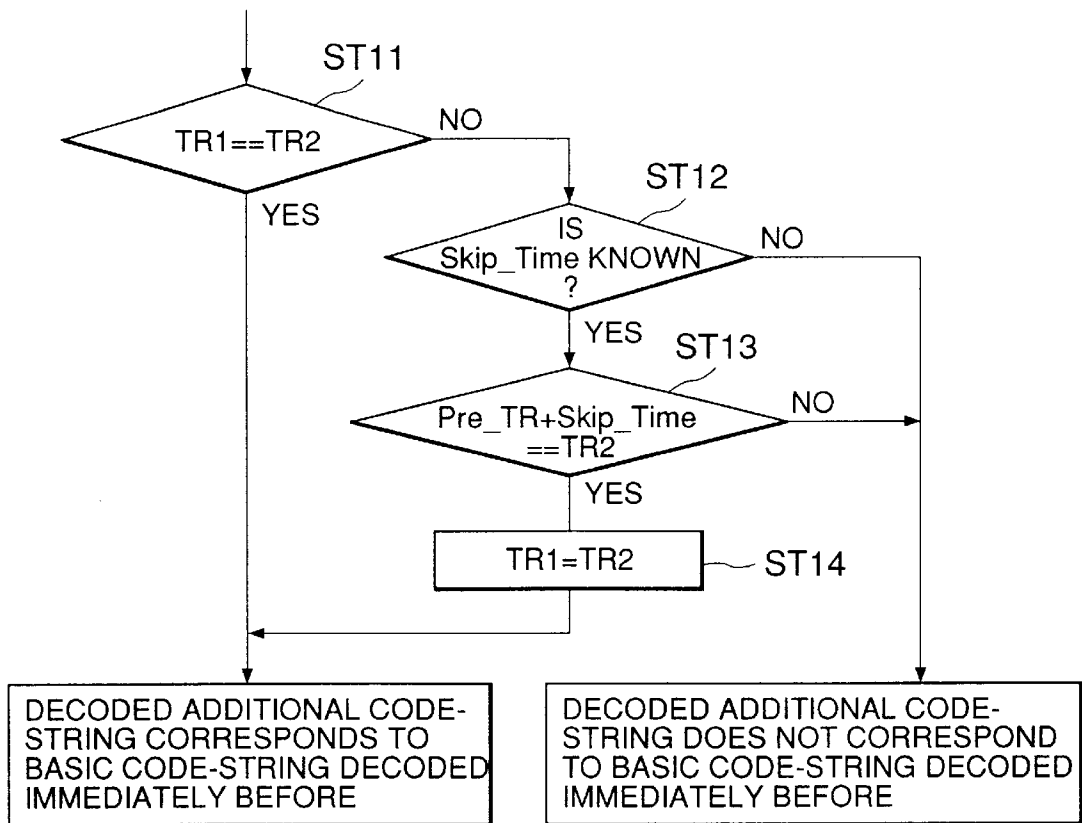 ST11
TR1==TR2
NO
YES
ST12
IS
Skip_Time KNOWN
?
NO
YES
ST13
Pre_TR+Skip_Time
==TR2
NO
YES
TR1=TR2
ST14
DECODED ADDITIONAL CODE-
STRING CORRESPONDS TO
BASIC CODE-STRING DECODED
IMMEDIATELY BEFORE
DECODED ADDITIONAL CODE-
STRING DOES NOT CORRESPOND
TO BASIC CODE-STRING DECODED
IMMEDIATELY BEFORE